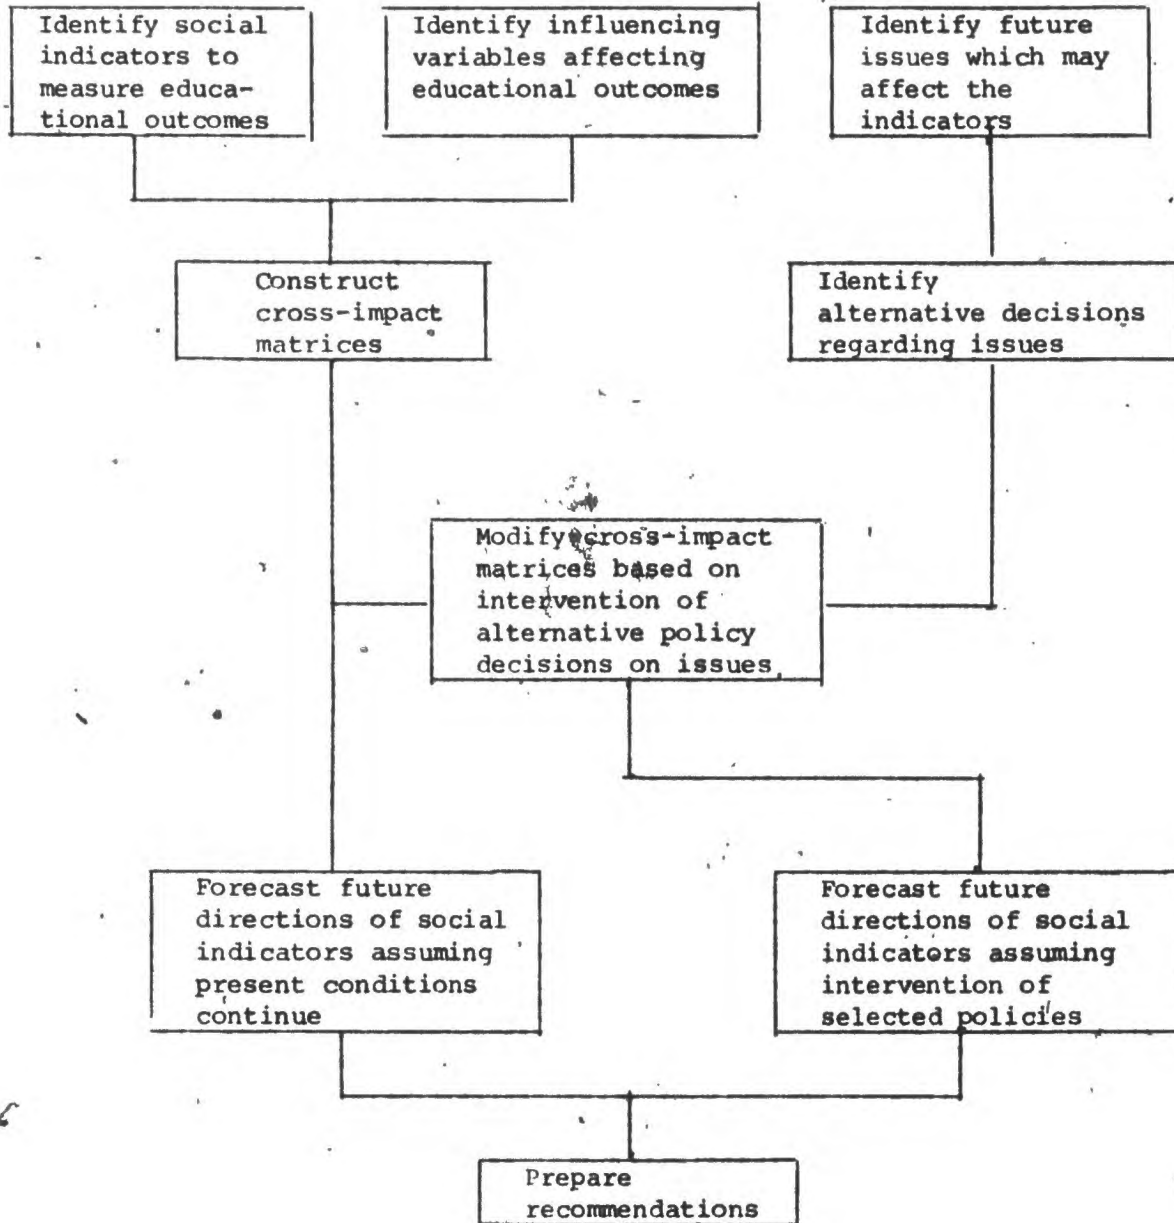 Identify social
indicators to
measure educa-
tional outcomes
Identify influencing
variables affecting
educational outcomes
Identify future
issues which may
affect the
indicators
Construct
cross-impact
matrices
Identify
alternative decisions
regarding issues
Modify cross-impact
matrices based on
intervention of
alternative policy
decisions on issues
Forecast future
directions of social
indicators assuming
present conditions
continue
Forecast future
directions of social
indicators assuming
intervention of
selected policies
Prepare
recommendations